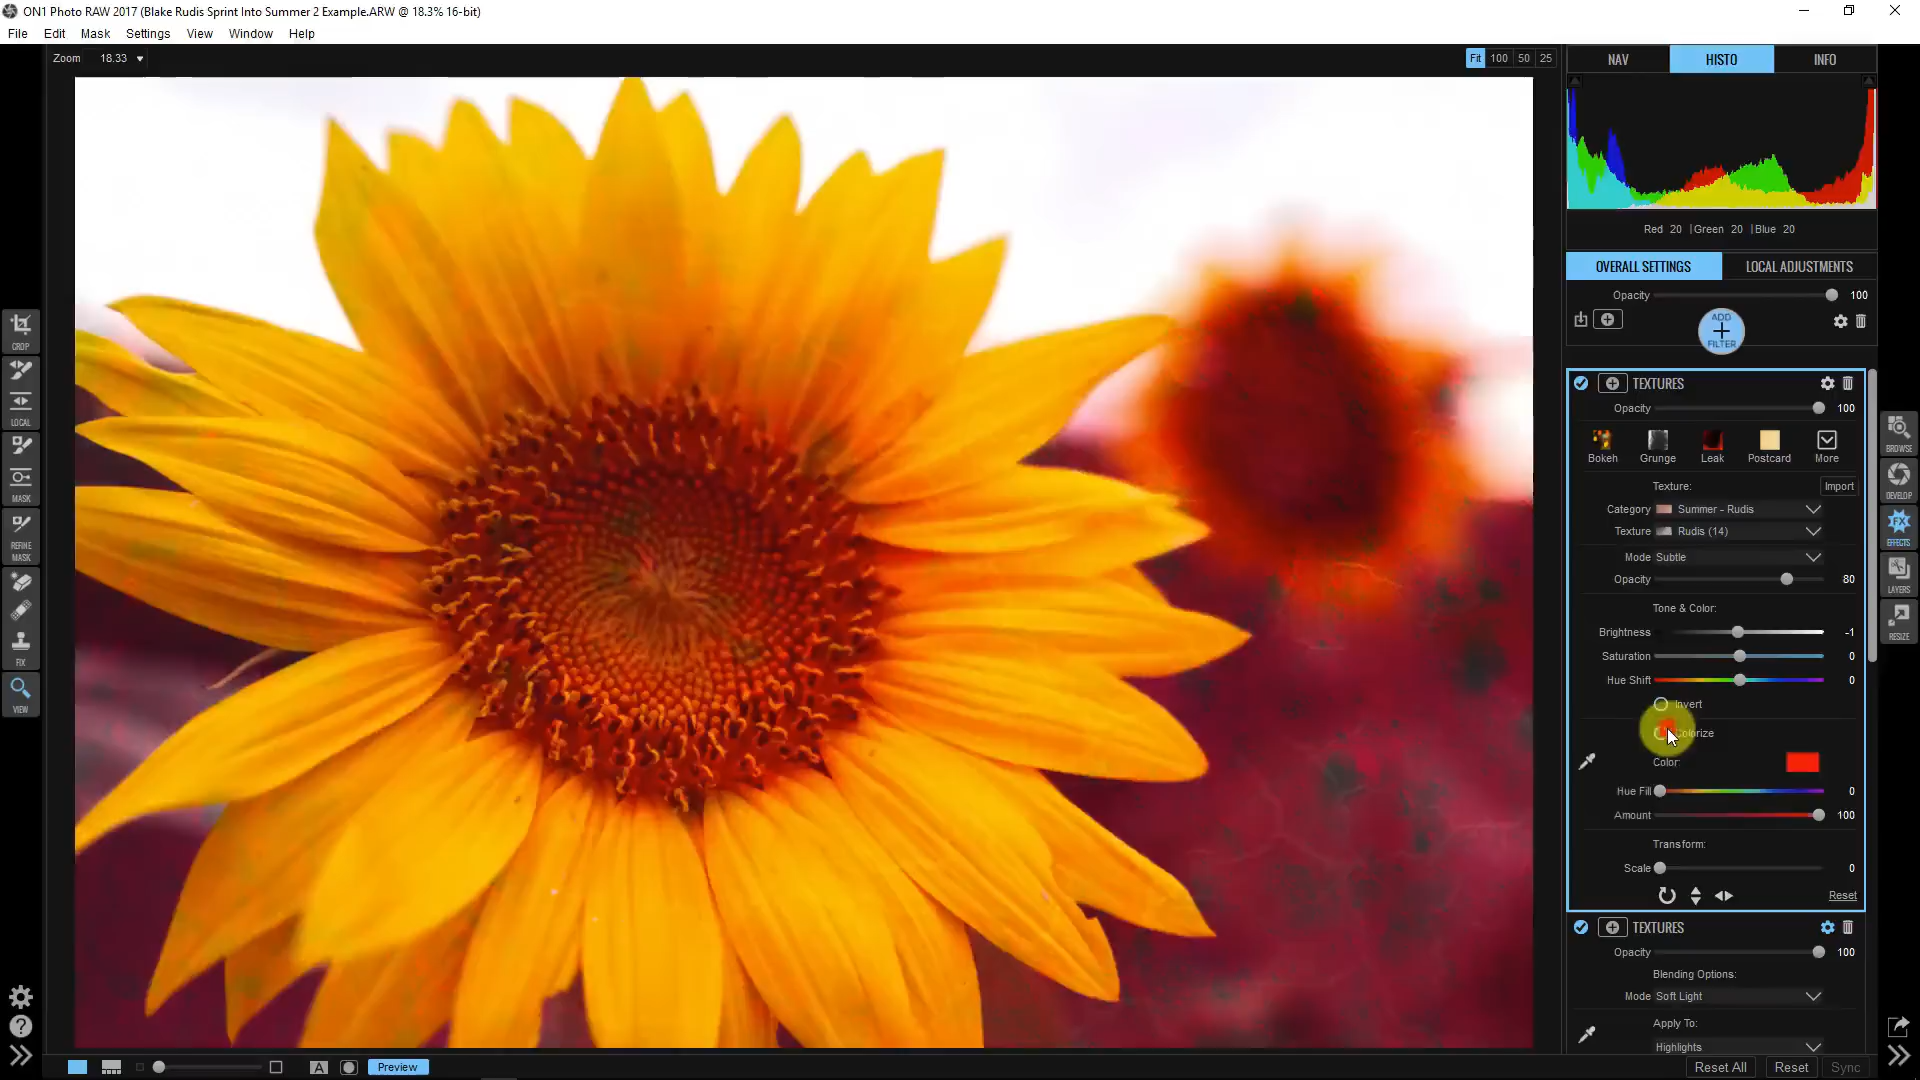 ON1 Photo RAW 2017 (Blake Rudis Sprint Into Summer 2 Example.ARW @ 18.3% 16-bit)
File Edit Mask Settings View Window Help
Zoom 18.33
Fit 100 50 25
NAV HISTO INFO
Red 20 | Green 20 | Blue 20
OVERALL SETTINGS LOCAL ADJUSTMENTS
Opacity 100
ADD
FILTER
TEXTURES
Opacity 100
Bokeh Grunge Leak Postcard More
Texture: Import
Category Summer - Rudis
Texture Rudis (14)
Mode Subtle
Opacity 80
Tone & Color:
Brightness -1
Saturation 0
Hue Shift 0
Invert
Colorize
Color:
Hue Fill 0
Amount 100
Transform:
Scale 0
Reset
TEXTURES
Opacity 100
Blending Options:
Mode Soft Light
Apply To:
Highlights
Reset All Reset Sync
CROP
LOCAL
MASK
REFINE
MASK
FIX
VIEW
BROWSE
DEVELOP
FX
EFFECTS
LAYERS
RESIZE
A Preview